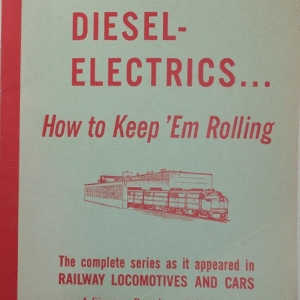 DIESEL-
ELECTRICS...
How to Keep 'Em Rolling
The complete series as it appeared in
RAILWAY LOCOMOTIVES AND CARS